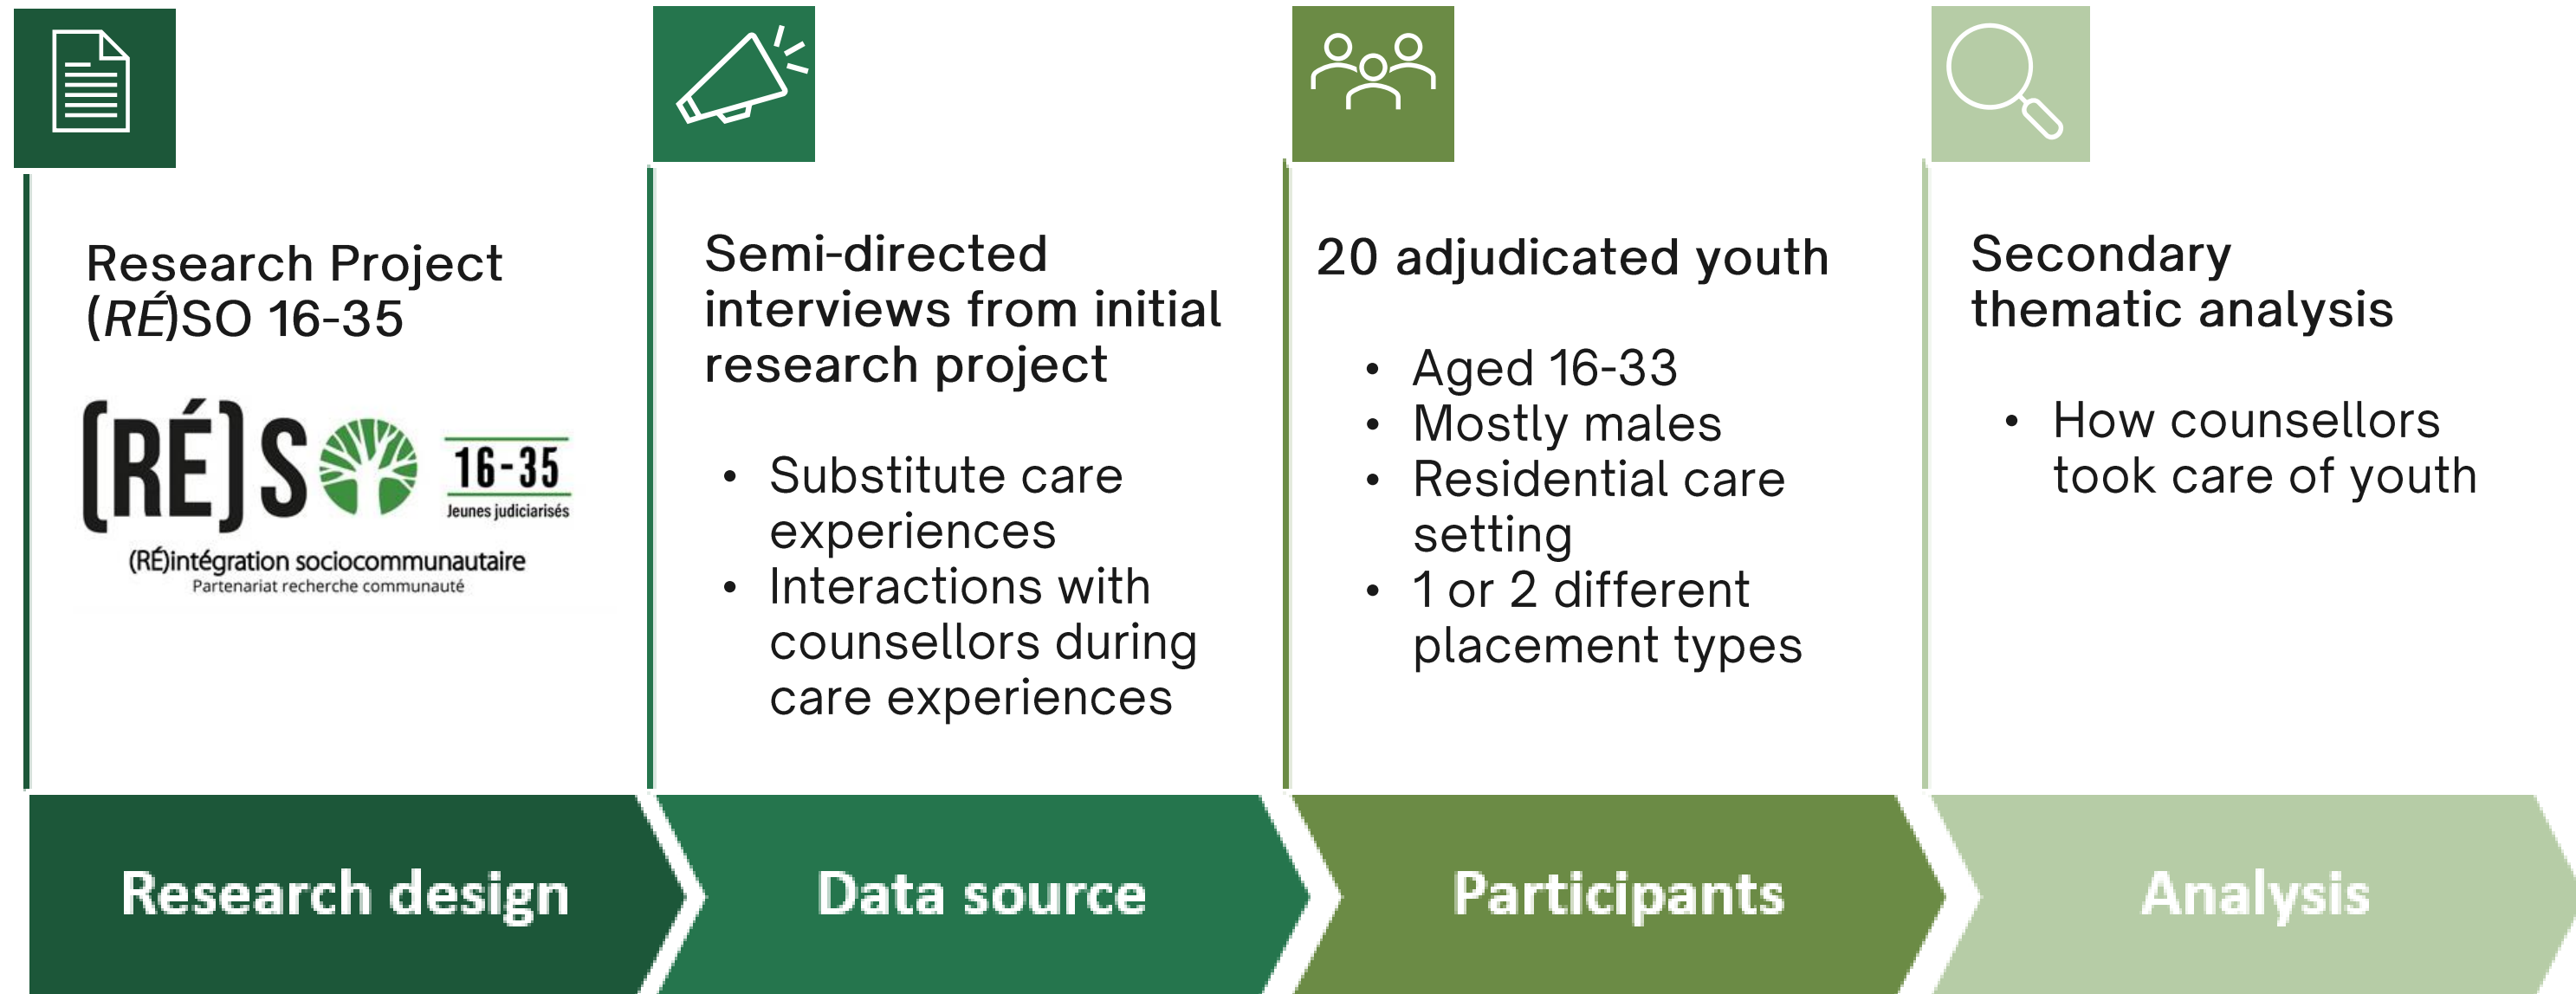 Research Project
(RÉ)SO 16-35
(RÉ)S
16-35
Jeunes judiciarisés
(RÉ)intégration sociocommunautaire
Partenariat recherche communauté
Research design
Semi-directed
interviews from initial
research project
• Substitute care
experiences
• Interactions with
counsellors during
care experiences
Data source
20 adjudicated youth
• Aged 16-33
• Mostly males
• Residential care
setting
• 1 or 2 different
placement types
Participants
Secondary
thematic analysis
• How counsellors
took care of youth
Analysis